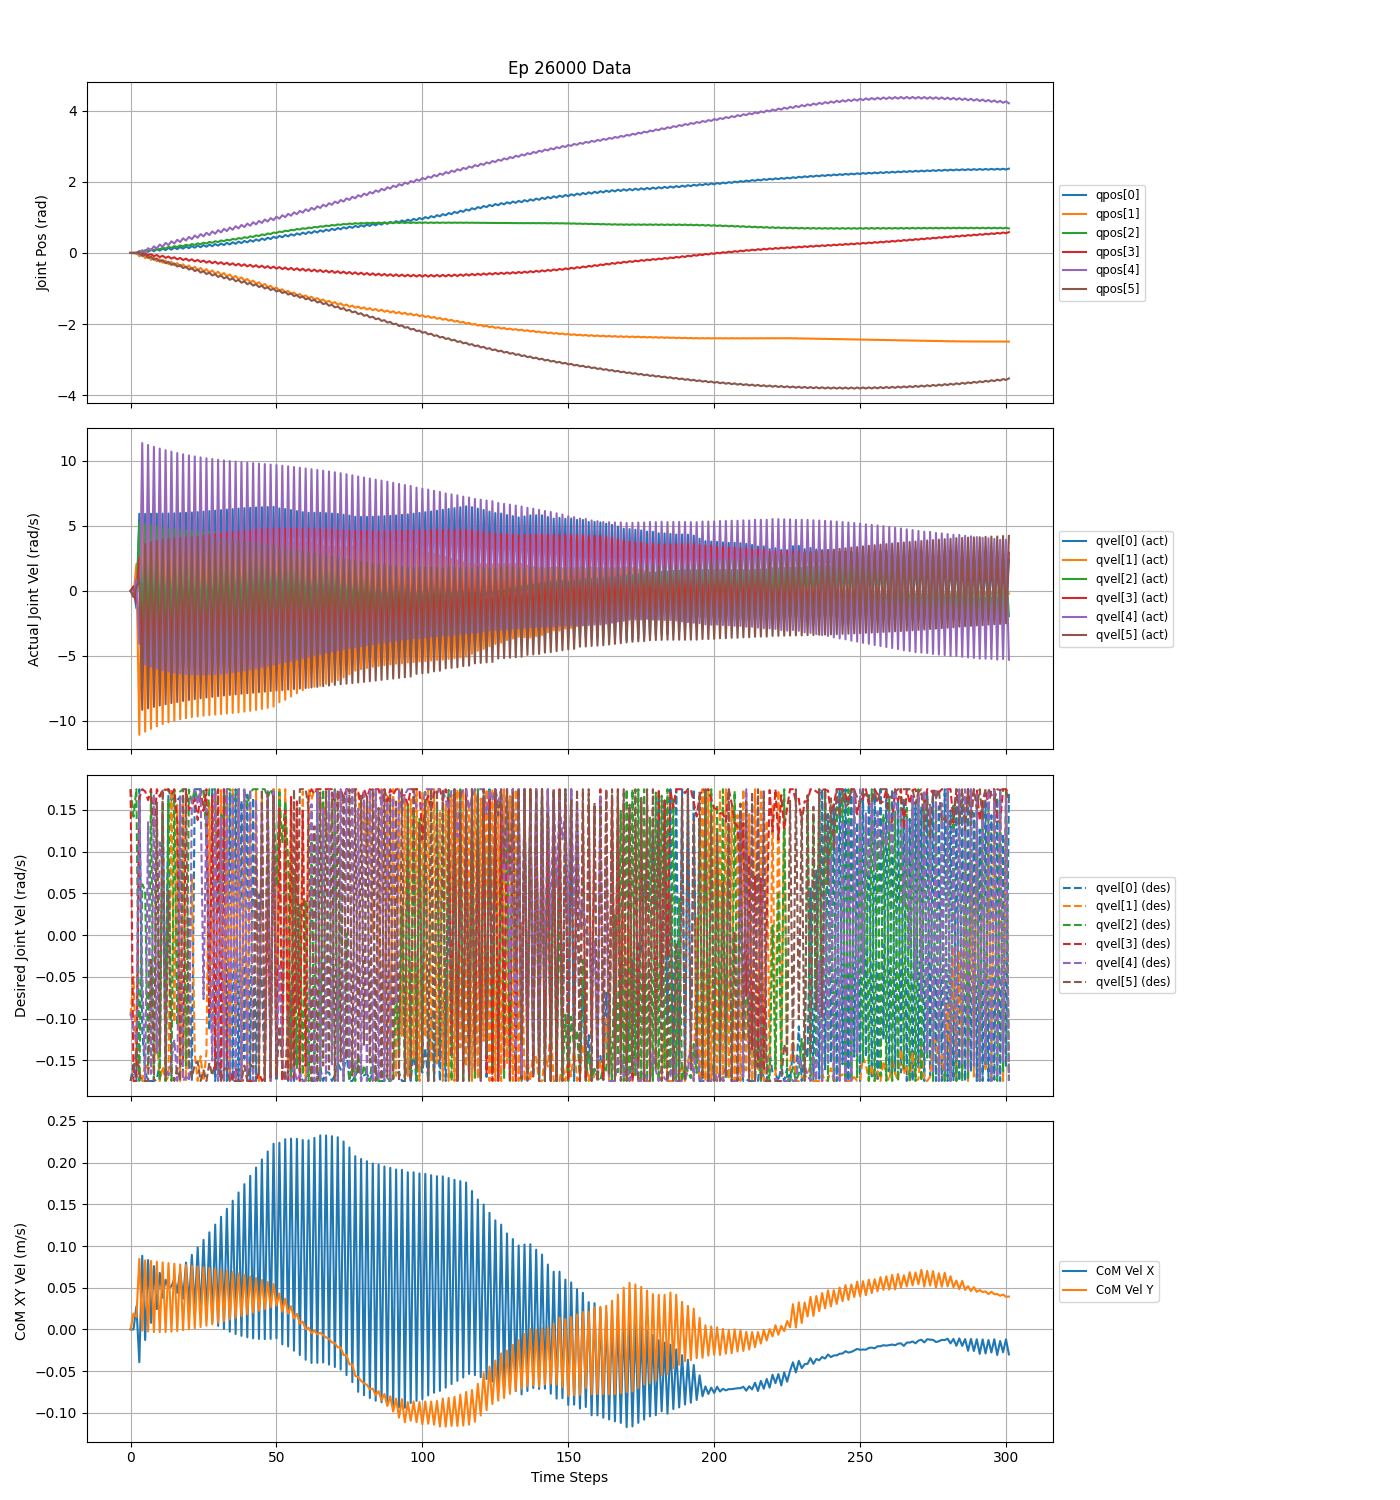 Ep 26000 Data
Joint Pos (rad)
4
2
0
−2
−4
qpos[0]
qpos[1]
qpos[2]
qpos[3]
qpos[4]
qpos[5]
Actual Joint Vel (rad/s)
10
5
0
−5
−10
qvel[0] (act)
qvel[1] (act)
qvel[2] (act)
qvel[3] (act)
qvel[4] (act)
qvel[5] (act)
Desired Joint Vel (rad/s)
0.15
0.10
0.05
0.00
−0.05
−0.10
−0.15
qvel[0] (des)
qvel[1] (des)
qvel[2] (des)
qvel[3] (des)
qvel[4] (des)
qvel[5] (des)
CoM XY Vel (m/s)
0.25
0.20
0.15
0.10
0.05
0.00
−0.05
−0.10
CoM Vel X
CoM Vel Y
0 50 100 150 200 250 300
Time Steps